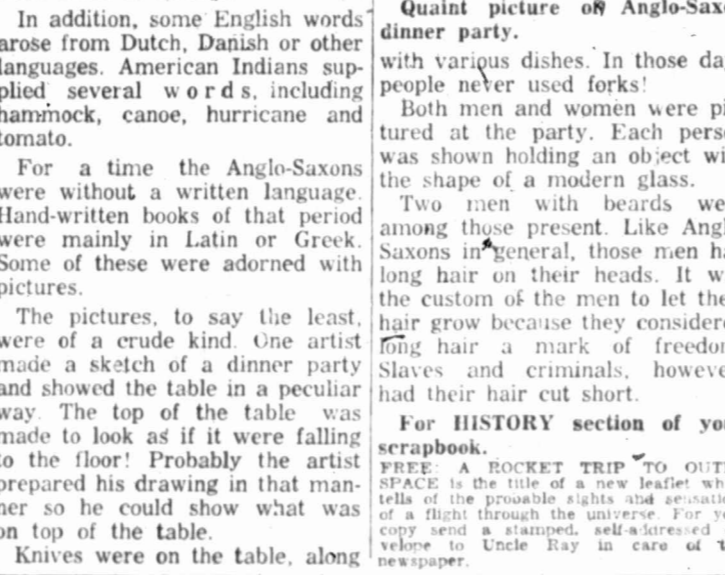 In addition, some English words
arose from Dutch, Danish or other
languages. American Indians sup-
plied several words, including
hammock, canoe, hurricane and
tomato.
For a time the Anglo-Saxons
were without a written language.
Hand-written books of that period
were mainly in Latin or Greek.
Some of these were adorned with
pictures.
The pictures, to say the least,
were of a crude kind. One artist
made a sketch of a dinner party
and showed the table in a peculiar
way. The top of the table was
made to look as if it were falling
to the floor! Probably the artist
prepared his drawing in that man-
ner so he could show what was
on top of the table.
Knives were on the table, along
Quaint picture of Anglo-Sax
dinner party.
with various dishes. In those da
people never used forks!
Both men and women were pi
tured at the party. Each pers
was shown holding an object wi
the shape of a modern glass.
Two men with beards we
among those present. Like Angl
Saxons in general, those men ha
long hair on their heads. It w
the custom of the men to let the
hair grow because they consider
long hair a mark of freedo
Slaves and criminals, howeve
had their hair cut short.
For HISTORY section of yo
scrapbook.
FREE: A ROCKET TRIP TO OUT
SPACE is the title of a new leaflet wh
tells of the probable sights and sensati
of a flight through the universe. For y
copy send a stamped, self-addressed
velope to Uncle Ray in care of t
newspaper.